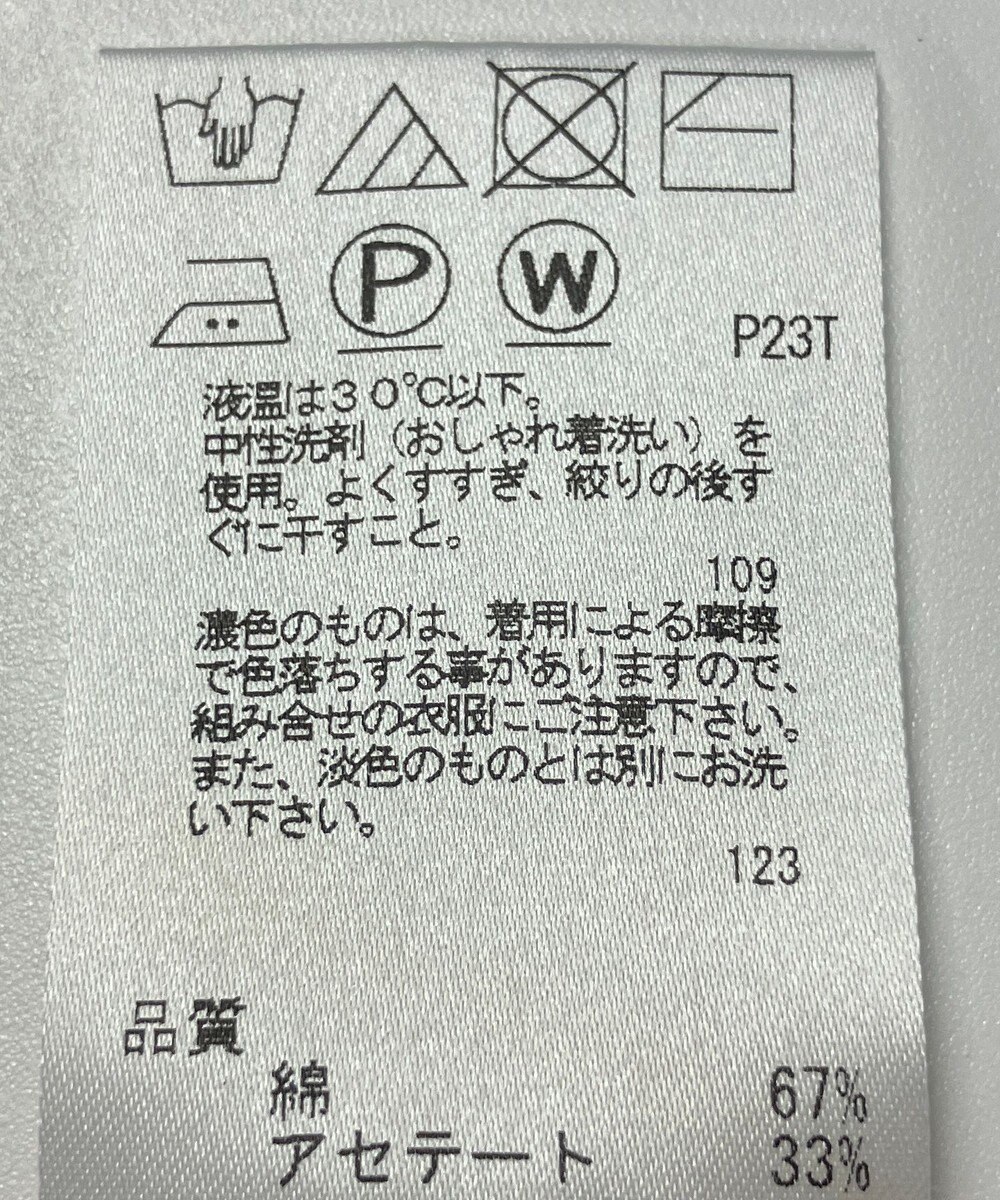 P
W
P23T
液温は30℃以下。
中性洗剤（おしゃれ着洗い）を
使用。よくすすぎ、絞りの後す
ぐに干すこと。
109
濃色のものは、着用による摩擦
で色落ちする事がありますので、
組み合せの衣服にご注意下さい。
また、淡色のものとは別にお洗
い下さい。
123
品質
綿 67%
アセテート 33%